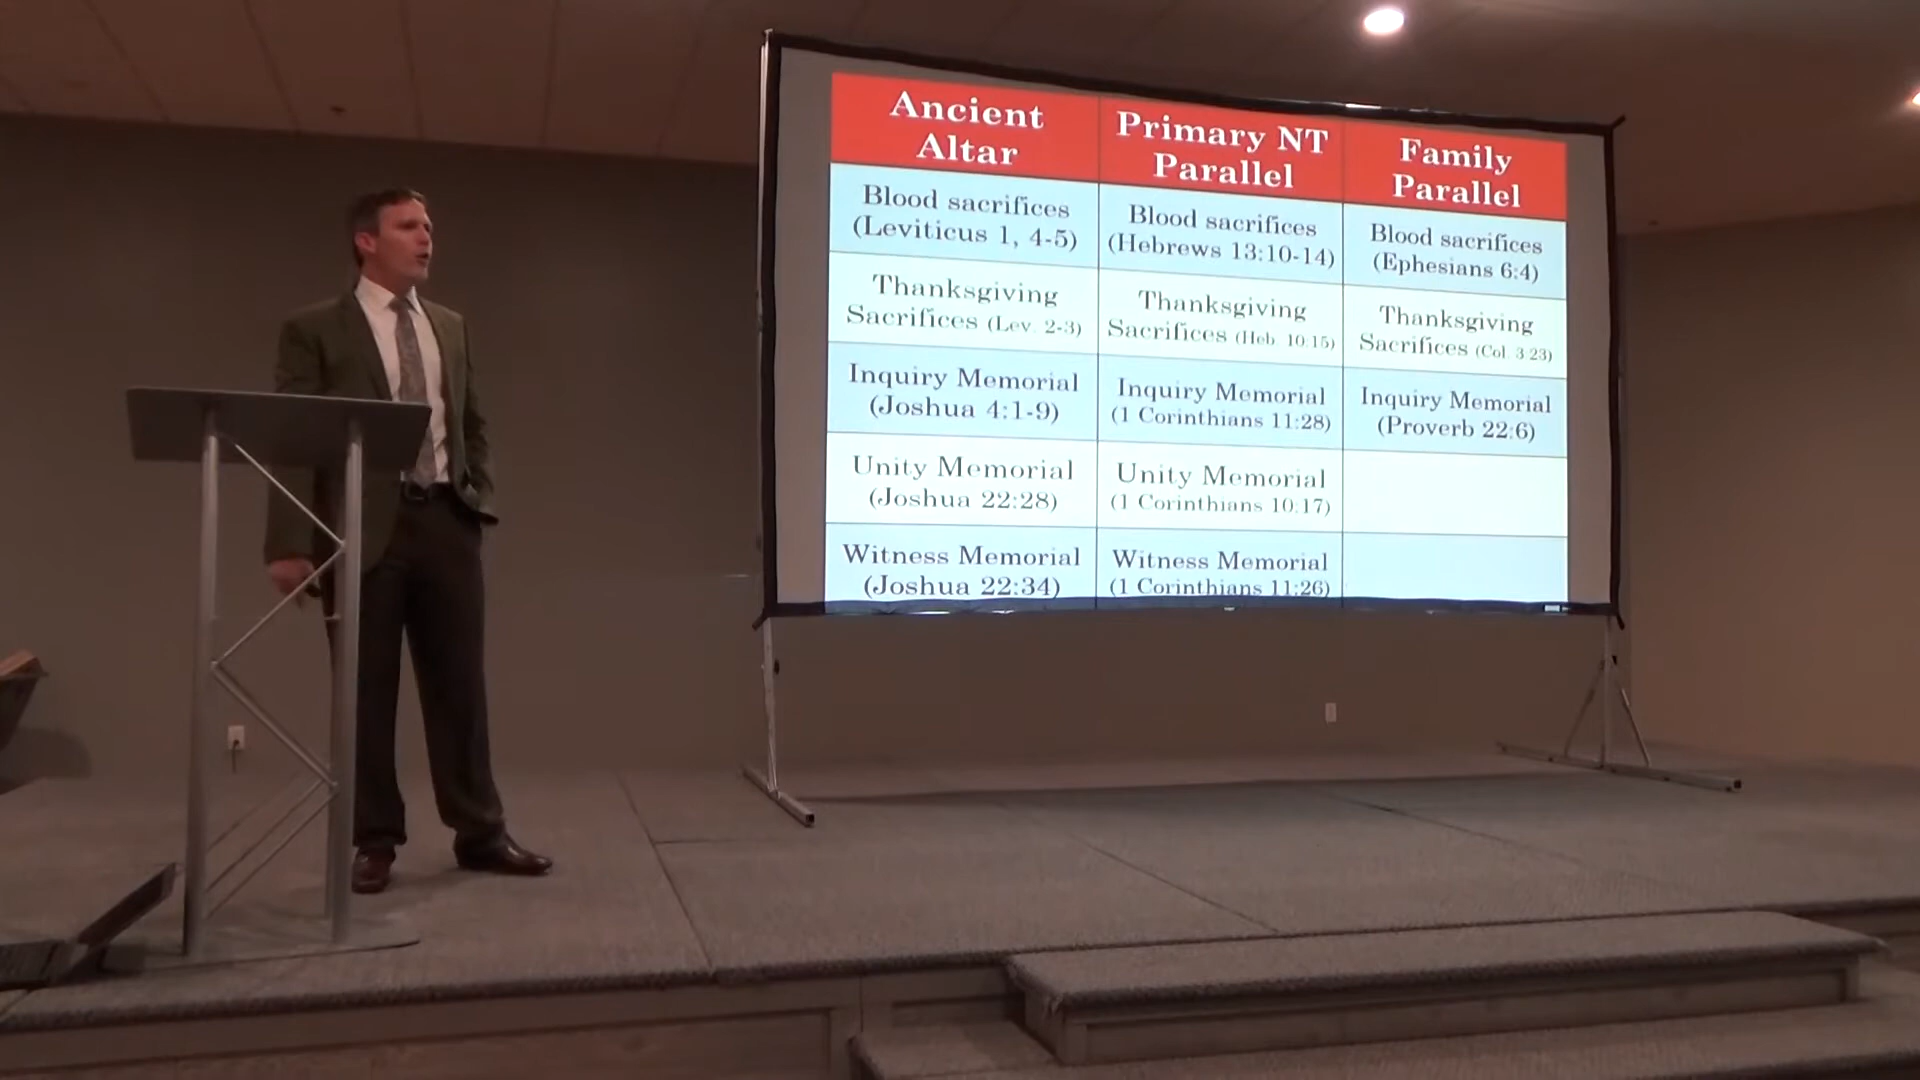 Ancient
Altar
Primary NT
Parallel
Family
Parallel
Blood sacrifices
(Leviticus 1, 4-5)
Blood sacrifices
(Hebrews 13:10-14)
Blood sacrifices
(Ephesians 6:4)
Thanksgiving
Sacrifices (Lev. 2-3)
Thanksgiving
Sacrifices (Heb. 10:15)
Thanksgiving
Sacrifices (Col. 3:23)
Inquiry Memorial
(Joshua 4:1-9)
Inquiry Memorial
(1 Corinthians 11:28)
Inquiry Memorial
(Proverb 22:6)
Unity Memorial
(Joshua 22:28)
Unity Memorial
(1 Corinthians 10:17)
Witness Memorial
(Joshua 22:34)
Witness Memorial
(1 Corinthians 11:26)